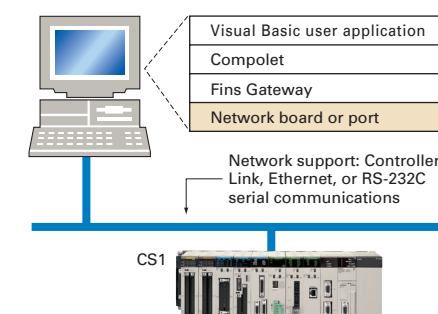 Visual Basic user application
Compolet
Fins Gateway
Network board or port
Network support: Controller
Link, Ethernet, or RS-232C
serial communications
CS1